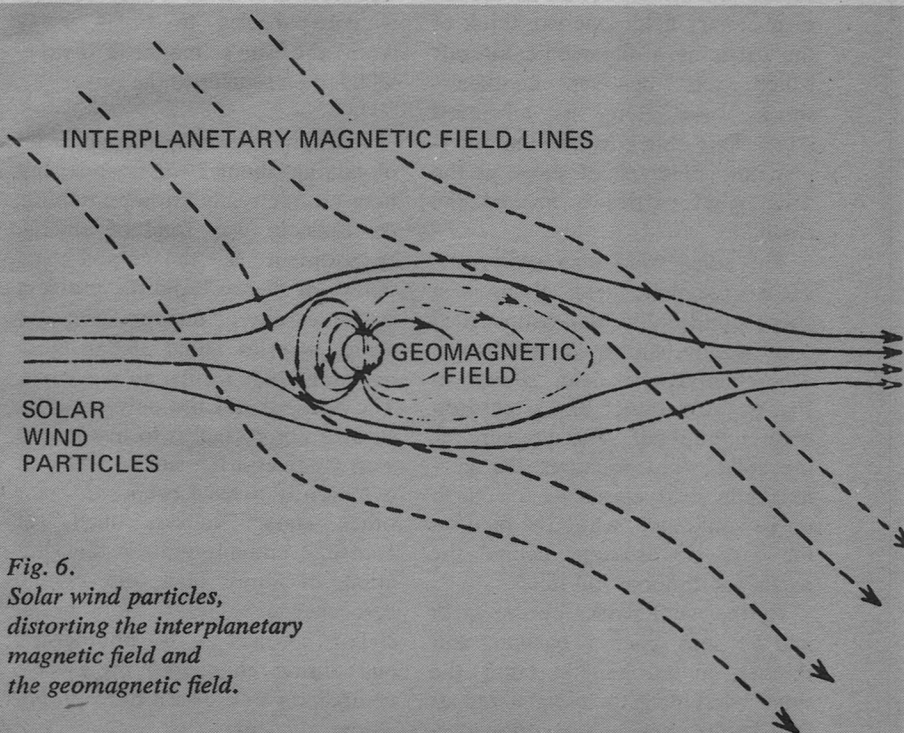 INTERPLANETARY MAGNETIC FIELD LINES
GEOMAGNETIC
FIELD
SOLAR
WIND
PARTICLES
Fig. 6.
Solar wind particles,
distorting the interplanetary
magnetic field and
the geomagnetic field.